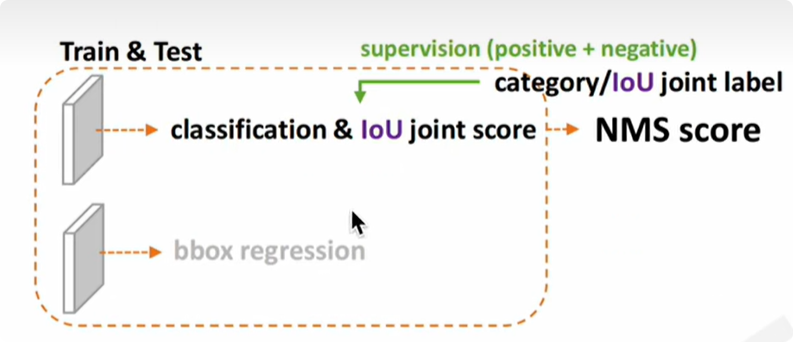 Train & Test
supervision (positive + negative)
category/IoU joint label
classification & IoU joint score
NMS score
bbox regression